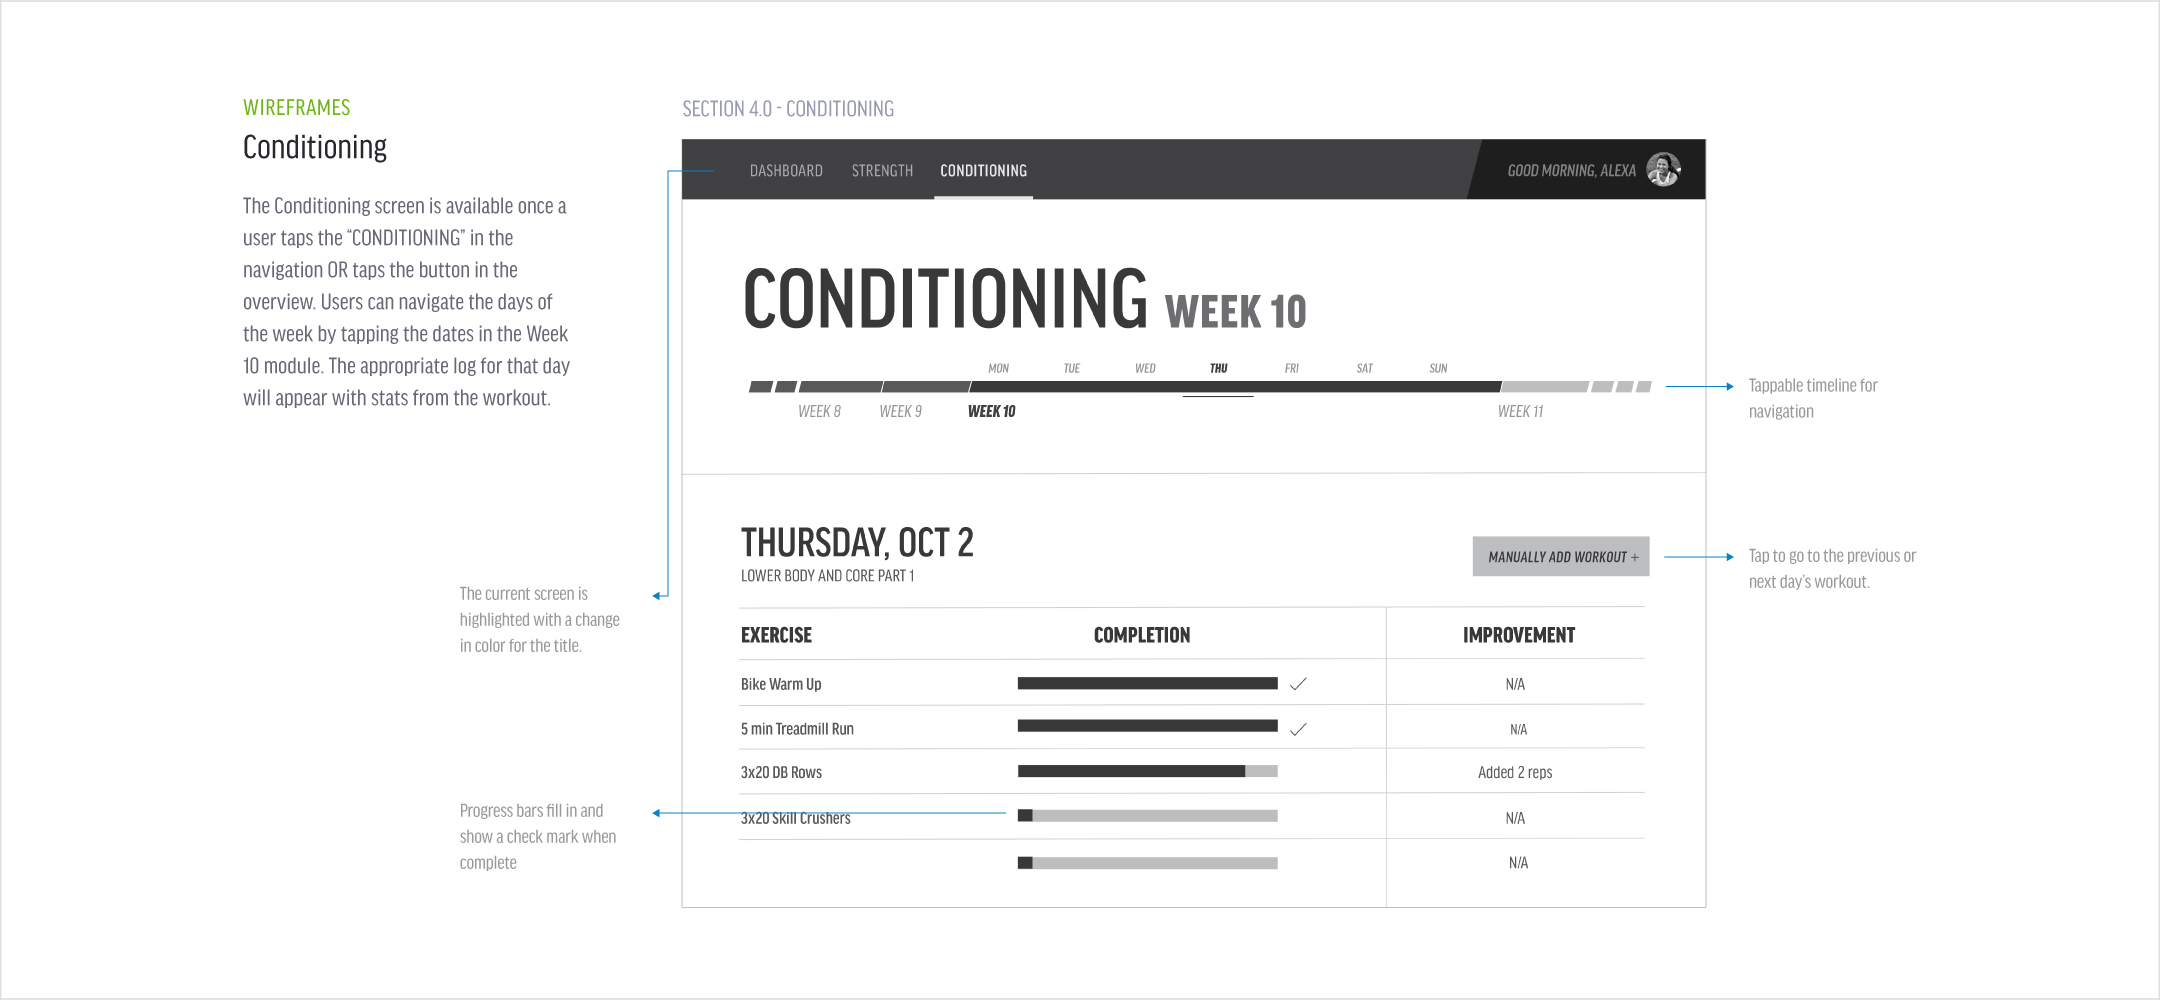 WIREFRAMES
Conditioning
The Conditioning screen is available once a
user taps the “CONDITIONING” in the
navigation OR taps the button in the
overview. Users can navigate the days of
the week by tapping the dates in the Week
10 module. The appropriate log for that day
will appear with stats from the workout.
The current screen is
highlighted with a change
in color for the title.
Progress bars fill in and
show a check mark when
complete
SECTION 4.0 - CONDITIONING
DASHBOARD STRENGTH CONDITIONING GOOD MORNING, ALEXA
CONDITIONING WEEK 10
MON TUE WED THU FRI SAT SUN
WEEK 8 WEEK 9 WEEK 10 WEEK 11
THURSDAY, OCT 2
LOWER BODY AND CORE PART 1
MANUALLY ADD WORKOUT +
EXERCISE COMPLETION IMPROVEMENT
Bike Warm Up N/A
5 min Treadmill Run N/A
3x20 DB Rows Added 2 reps
3x20 Skill Crushers N/A
N/A
Tappable timeline for
navigation
Tap to go to the previous or
next day’s workout.